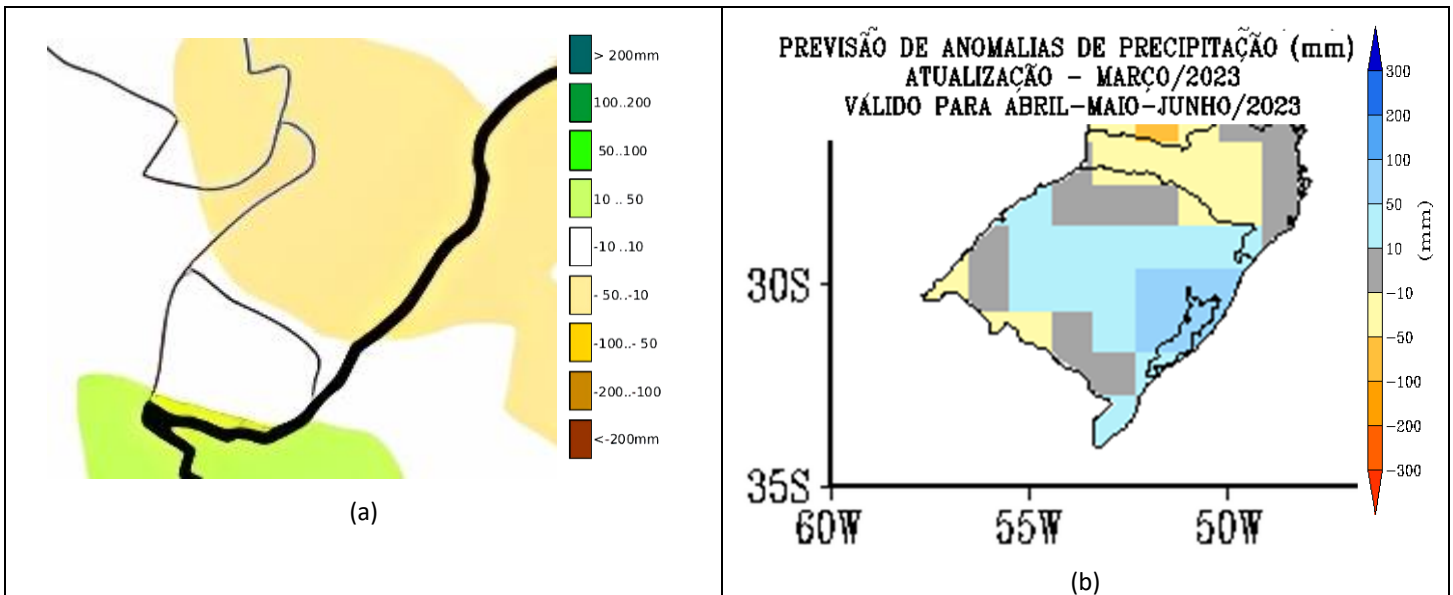 > 200mm
100..200
50..100
10 .. 50
-10 ..10
- 50..-10
-100..- 50
-200..-100
<-200mm
(a)
PREVISÃO DE ANOMALIAS DE PRECIPITAÇÃO (mm)
ATUALIZAÇÃO - MARÇO/2023
VÁLIDO PARA ABRIL-MAIO-JUNHO/2023
300
200
100
50
10
-10
-50
-100
-200
-300
(mm)
30S
35S
60W 55W 50W
(b)